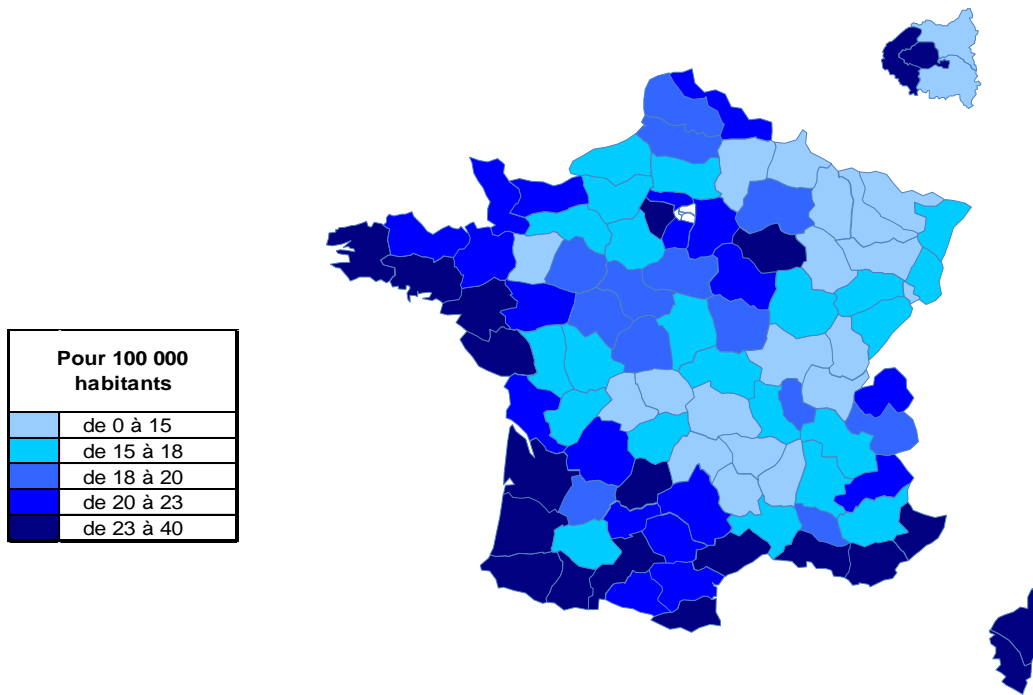 Pour 100 000
habitants
de 0 à 15
de 15 à 18
de 18 à 20
de 20 à 23
de 23 à 40